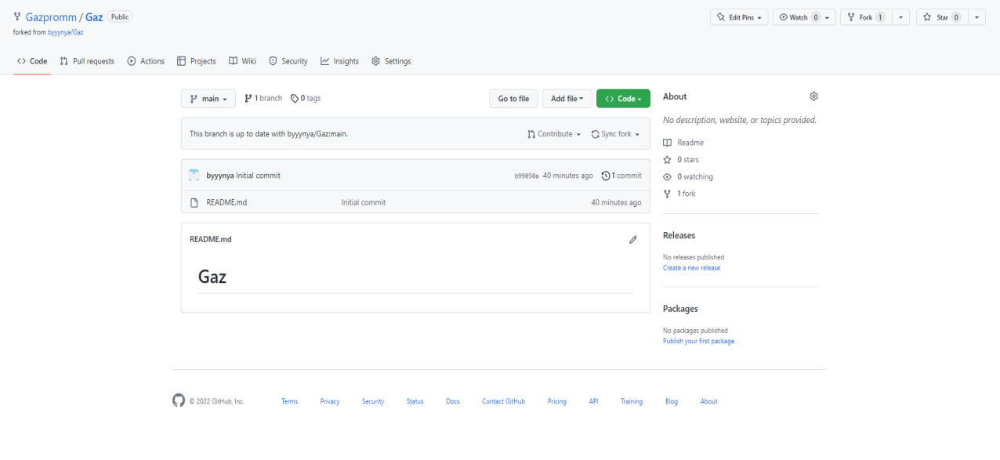 Gazpromm / Gaz Public
Edit Pins Watch 0 Fork 1 Star 0
forked from byyynya/Gaz
Code Pull requests Actions Projects Wiki Security Insights Settings
main 1 branch 0 tags Go to file Add file Code
This branch is up to date with byyynya/Gaz:main. Contribute Sync fork
byyynya Initial commit b99050a 40 minutes ago 1 commit
README.md Initial commit 40 minutes ago
README.md
Gaz
About
No description, website, or topics provided.
Readme
0 stars
0 watching
1 fork
Releases
No releases published
Create a new release
Packages
No packages published
Publish your first package
© 2022 GitHub, Inc. Terms Privacy Security Status Docs Contact GitHub Pricing API Training Blog About